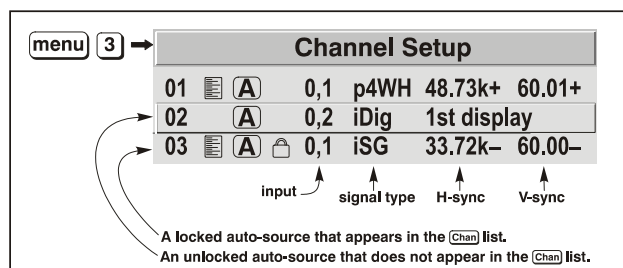 menu 3 Channel Setup
01 A 0,1 p4WH 48.73k+ 60.01+
02 A 0,2 iDig 1st display
03 A 0,1 iSG 33.72k– 60.00–
input signal type H-sync V-sync
A locked auto-source that appears in the Chan list.
An unlocked auto-source that does not appear in the Chan list.